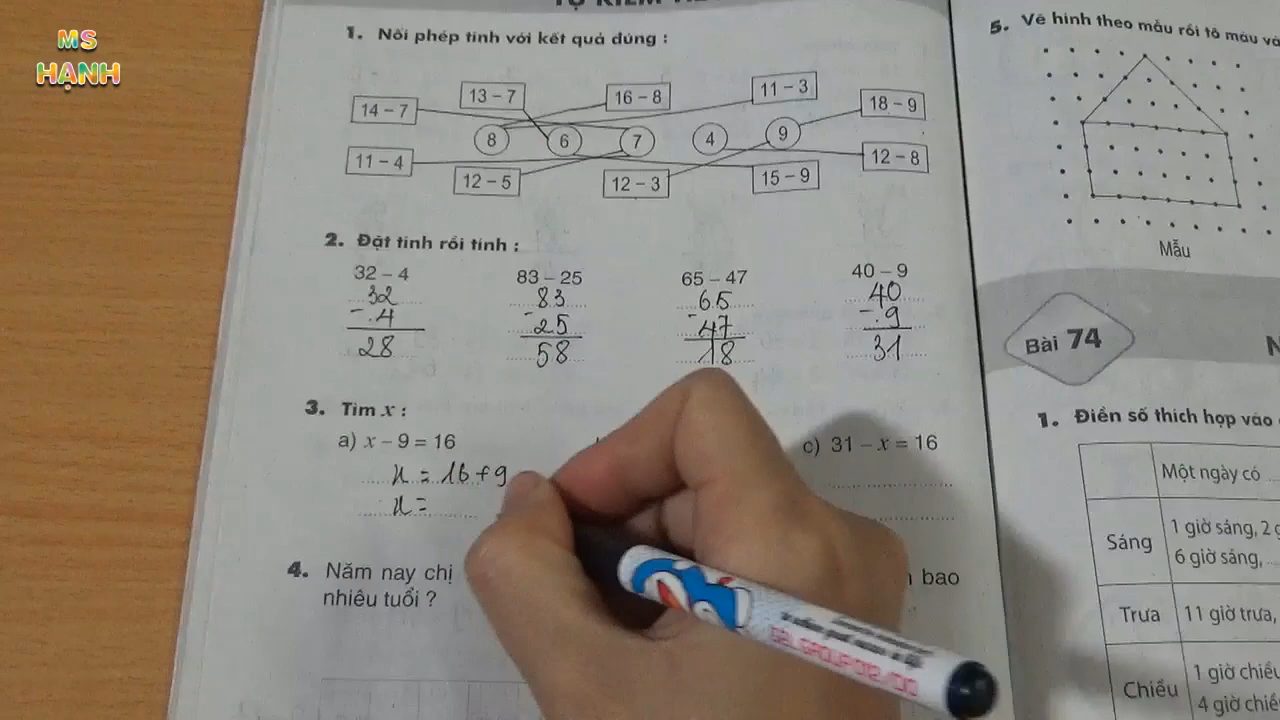 MS
HẠNH
1. Nối phép tính với kết quả đúng :
14 – 7
13 – 7
16 – 8
11 – 3
18 – 9
8
6
7
4
9
11 – 4
12 – 5
12 – 3
15 – 9
12 – 8
2. Đặt tính rồi tính :
32 – 4
83 – 25
65 – 47
40 – 9
32
- 4
28
83
- 25
58
65
- 47
18
40
- 9
31
3. Tìm x :
a) x – 9 = 16
x = 16 + 9
x =
c) 31 – x = 16
4. Năm nay chị
bao
nhiêu tuổi ?
5. Vẽ hình theo mẫu rồi tô màu
Mẫu
Bài 74
1. Điền số thích hợp vào
Một ngày có ...
Sáng
1 giờ sáng, 2
6 giờ sáng, ...
Trưa
11 giờ trưa,
Chiều
1 giờ chiều
4 giờ